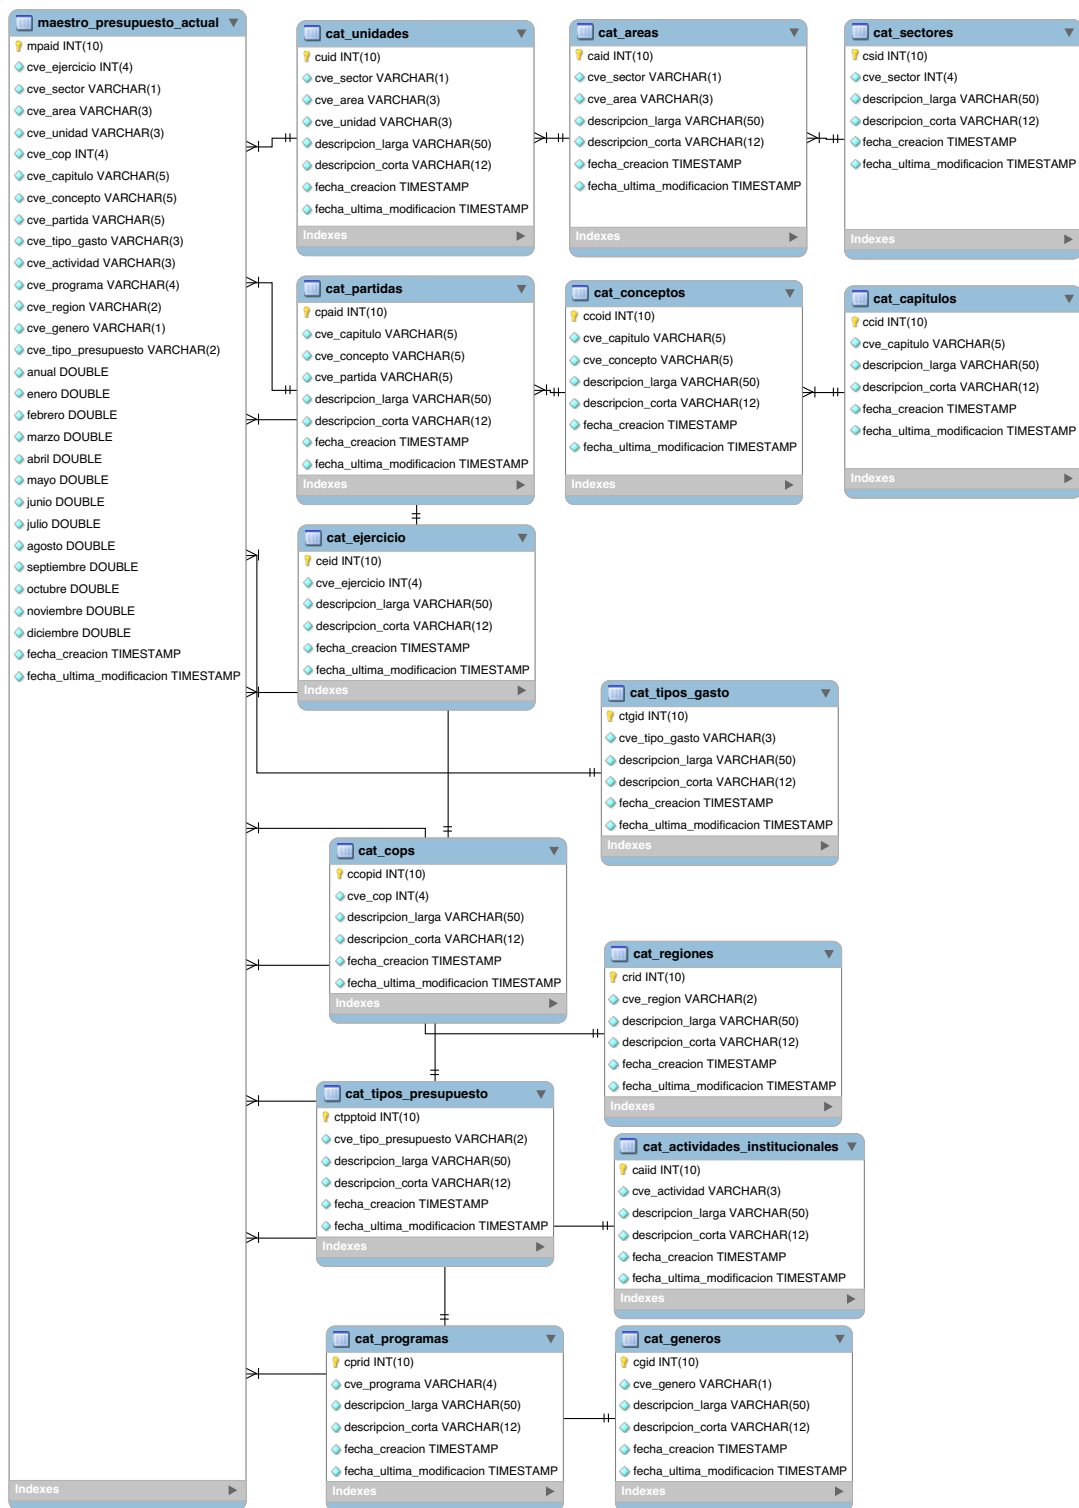 maestro_presupuesto_actual
mpaid INT(10)
cve_ejercicio INT(4)
cve_sector VARCHAR(1)
cve_area VARCHAR(3)
cve_unidad VARCHAR(3)
cve_cop INT(4)
cve_capitulo VARCHAR(5)
cve_concepto VARCHAR(5)
cve_partida VARCHAR(5)
cve_tipo_gasto VARCHAR(3)
cve_actividad VARCHAR(3)
cve_programa VARCHAR(4)
cve_region VARCHAR(2)
cve_genero VARCHAR(1)
cve_tipo_presupuesto VARCHAR(2)
anual DOUBLE
enero DOUBLE
febrero DOUBLE
marzo DOUBLE
abril DOUBLE
mayo DOUBLE
junio DOUBLE
julio DOUBLE
agosto DOUBLE
septiembre DOUBLE
octubre DOUBLE
noviembre DOUBLE
diciembre DOUBLE
fecha_creacion TIMESTAMP
fecha_ultima_modificacion TIMESTAMP
Indexes
cat_unidades
cuid INT(10)
cve_sector VARCHAR(1)
cve_area VARCHAR(3)
cve_unidad VARCHAR(3)
descripcion_larga VARCHAR(50)
descripcion_corta VARCHAR(12)
fecha_creacion TIMESTAMP
fecha_ultima_modificacion TIMESTAMP
Indexes
cat_areas
caid INT(10)
cve_sector VARCHAR(1)
cve_area VARCHAR(3)
descripcion_larga VARCHAR(50)
descripcion_corta VARCHAR(12)
fecha_creacion TIMESTAMP
fecha_ultima_modificacion TIMESTAMP
Indexes
cat_sectores
csid INT(10)
cve_sector INT(4)
descripcion_larga VARCHAR(50)
descripcion_corta VARCHAR(12)
fecha_creacion TIMESTAMP
fecha_ultima_modificacion TIMESTAMP
Indexes
cat_partidas
cpaid INT(10)
cve_capitulo VARCHAR(5)
cve_concepto VARCHAR(5)
cve_partida VARCHAR(5)
descripcion_larga VARCHAR(50)
descripcion_corta VARCHAR(12)
fecha_creacion TIMESTAMP
fecha_ultima_modificacion TIMESTAMP
Indexes
cat_conceptos
ccoid INT(10)
cve_capitulo VARCHAR(5)
cve_concepto VARCHAR(5)
descripcion_larga VARCHAR(50)
descripcion_corta VARCHAR(12)
fecha_creacion TIMESTAMP
fecha_ultima_modificacion TIMESTAMP
Indexes
cat_capitulos
ccid INT(10)
cve_capitulo VARCHAR(5)
descripcion_larga VARCHAR(50)
descripcion_corta VARCHAR(12)
fecha_creacion TIMESTAMP
fecha_ultima_modificacion TIMESTAMP
Indexes
cat_ejercicio
ceid INT(10)
cve_ejercicio INT(4)
descripcion_larga VARCHAR(50)
descripcion_corta VARCHAR(12)
fecha_creacion TIMESTAMP
fecha_ultima_modificacion TIMESTAMP
Indexes
cat_tipos_gasto
ctgid INT(10)
cve_tipo_gasto VARCHAR(3)
descripcion_larga VARCHAR(50)
descripcion_corta VARCHAR(12)
fecha_creacion TIMESTAMP
fecha_ultima_modificacion TIMESTAMP
Indexes
cat_cops
ccopid INT(10)
cve_cop INT(4)
descripcion_larga VARCHAR(50)
descripcion_corta VARCHAR(12)
fecha_creacion TIMESTAMP
fecha_ultima_modificacion TIMESTAMP
Indexes
cat_regiones
crid INT(10)
cve_region VARCHAR(2)
descripcion_larga VARCHAR(50)
descripcion_corta VARCHAR(12)
fecha_creacion TIMESTAMP
fecha_ultima_modificacion TIMESTAMP
Indexes
cat_tipos_presupuesto
ctpptoid INT(10)
cve_tipo_presupuesto VARCHAR(2)
descripcion_larga VARCHAR(50)
descripcion_corta VARCHAR(12)
fecha_creacion TIMESTAMP
fecha_ultima_modificacion TIMESTAMP
Indexes
cat_actividades_institucionales
caiid INT(10)
cve_actividad VARCHAR(3)
descripcion_larga VARCHAR(50)
descripcion_corta VARCHAR(12)
fecha_creacion TIMESTAMP
fecha_ultima_modificacion TIMESTAMP
Indexes
cat_programas
cprid INT(10)
cve_programa VARCHAR(4)
descripcion_larga VARCHAR(50)
descripcion_corta VARCHAR(12)
fecha_creacion TIMESTAMP
fecha_ultima_modificacion TIMESTAMP
Indexes
cat_generos
cgid INT(10)
cve_genero VARCHAR(1)
descripcion_larga VARCHAR(50)
descripcion_corta VARCHAR(12)
fecha_creacion TIMESTAMP
fecha_ultima_modificacion TIMESTAMP
Indexes